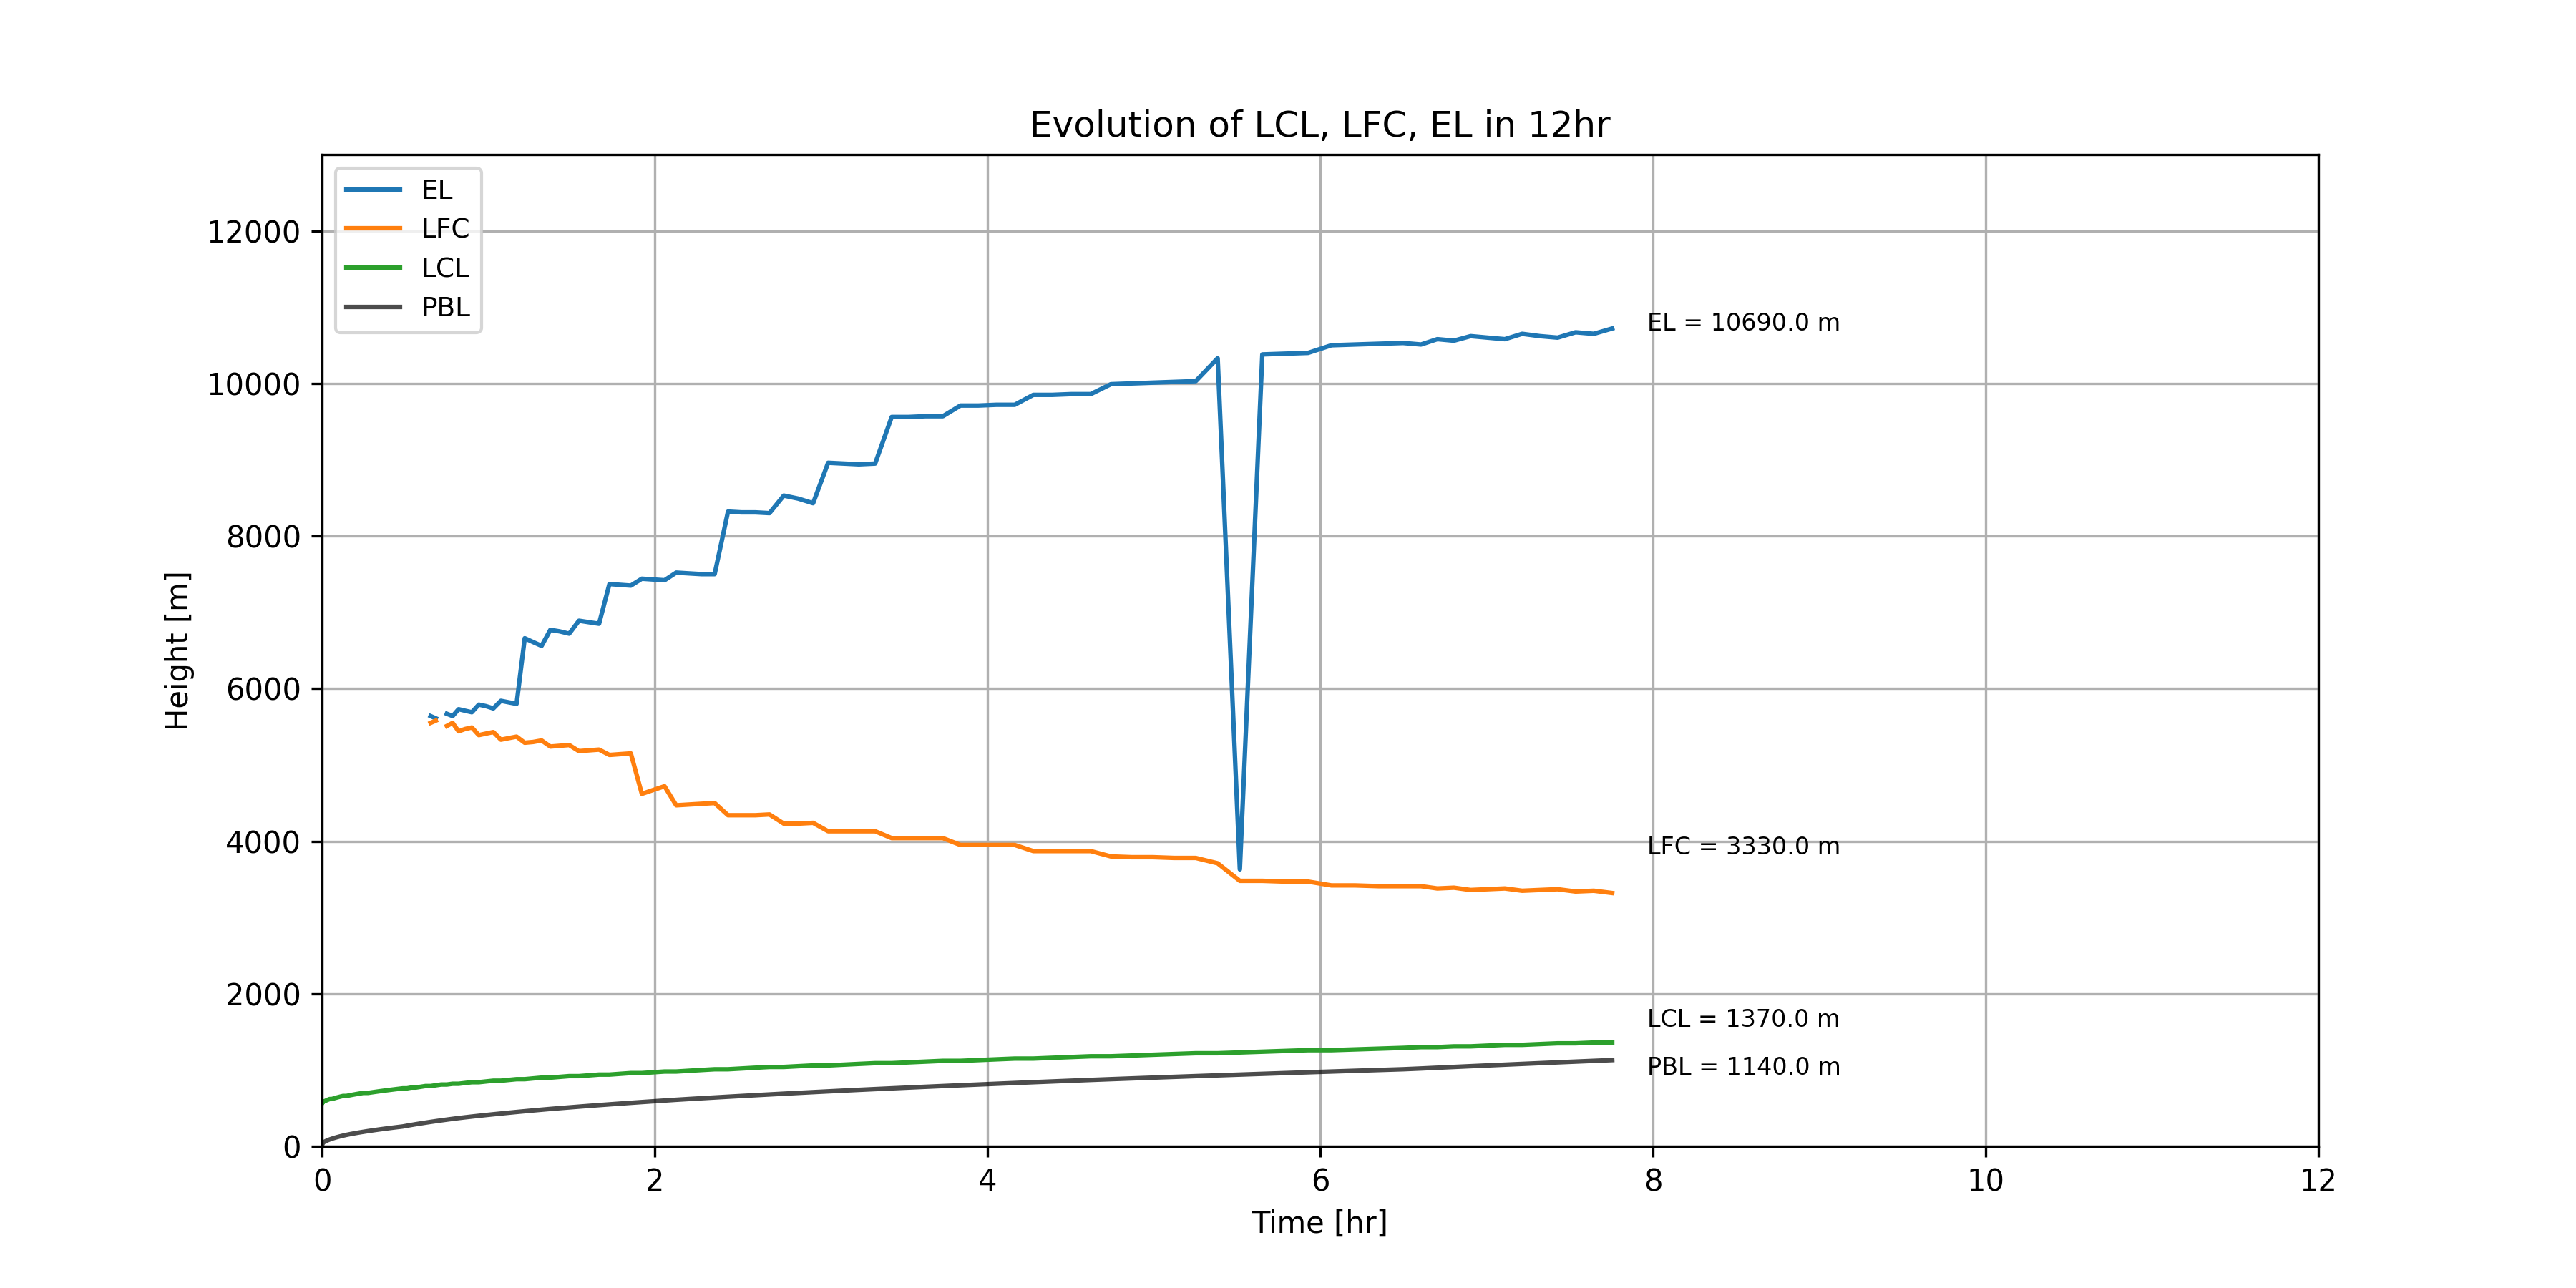 Evolution of LCL, LFC, EL in 12hr
EL
LFC
LCL
PBL
12000
10000
8000
6000
4000
2000
0
Height [m]
EL = 10690.0 m
LFC = 3330.0 m
LCL = 1370.0 m
PBL = 1140.0 m
0 2 4 6 8 10 12
Time [hr]